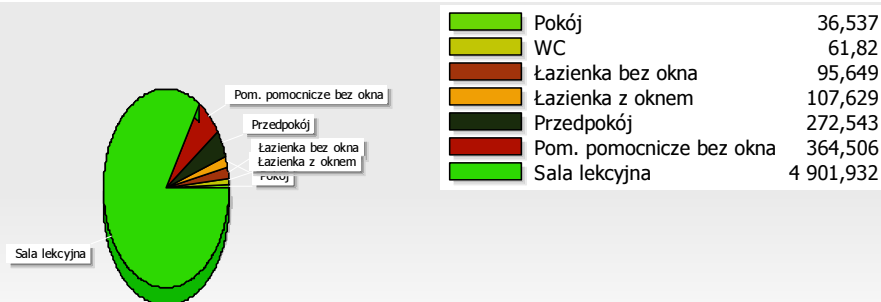 Pom. pomocnicze bez okna
Przedpokój
Łazienka bez okna
Łazienka z oknem
Pokój
Sala lekcyjna
Pokój 36,537
WC 61,82
Łazienka bez okna 95,649
Łazienka z oknem 107,629
Przedpokój 272,543
Pom. pomocnicze bez okna 364,506
Sala lekcyjna 4 901,932